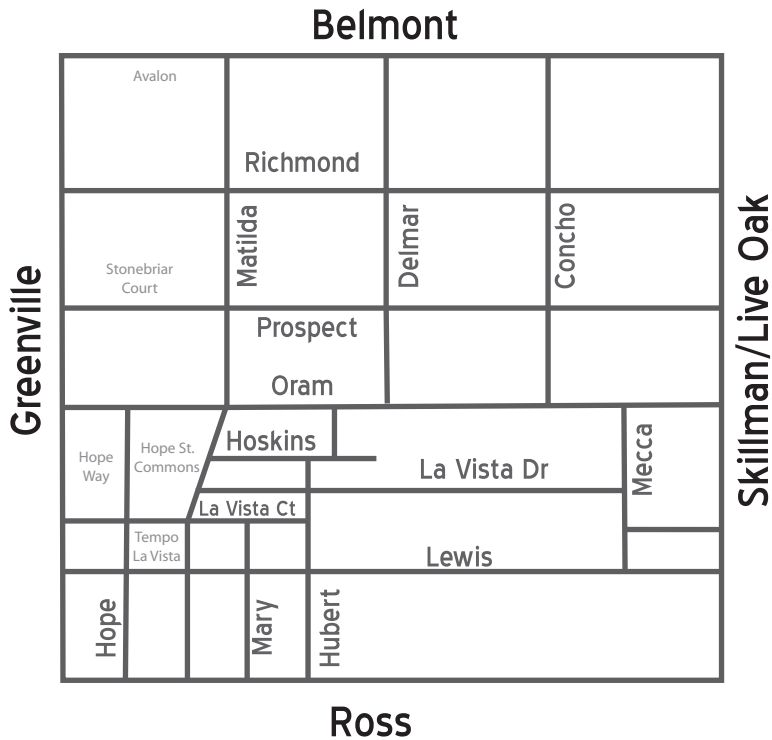 Belmont
Avalon
Richmond
Matilda
Delmar
Concho
Stonebriar
Court
Greenville
Skillman/Live Oak
Prospect
Oram
Hoskins
Hope
Way
Hope St.
Commons
La Vista Dr
Mecca
La Vista Ct
Tempo
La Vista
Lewis
Hope
Mary
Hubert
Ross